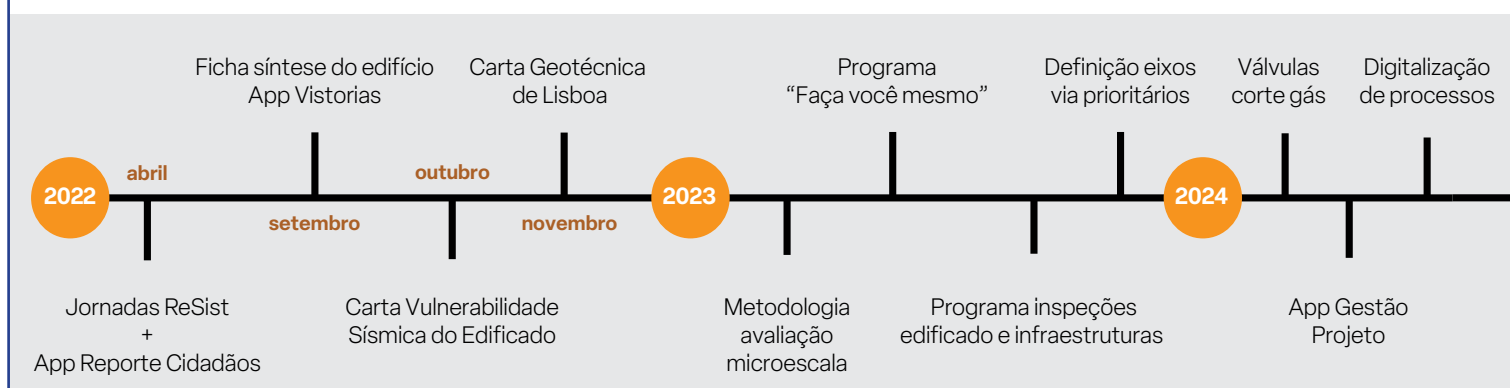 Ficha síntese do edifício
App Vistorias
Carta Geotécnica
de Lisboa
Programa
“Faça você mesmo”
Definição eixos
via prioritários
Válvulas
corte gás
Digitalização
de processos
2022
abril
setembro
outubro
novembro
2023
2024
Jornadas ReSist
+
App Reporte Cidadãos
Carta Vulnerabilidade
Sísmica do Edificado
Metodologia
avaliação
microescala
Programa inspeções
edificado e infraestruturas
App Gestão
Projeto